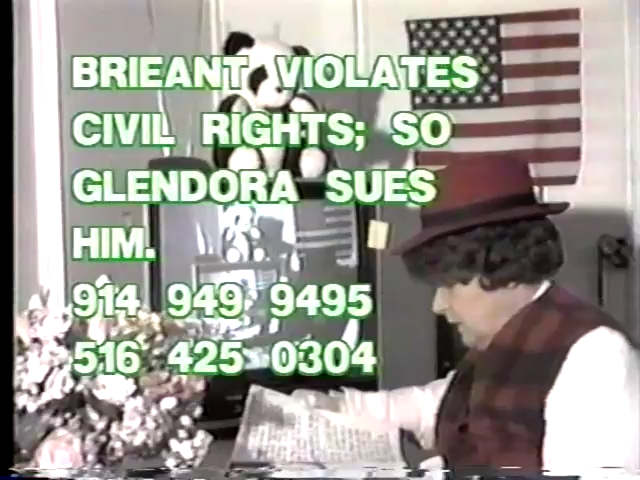 BRIEANT VIOLATES
CIVIL RIGHTS; SO
GLENDORA SUES
HIM.
914 949 9495
516 425 0304